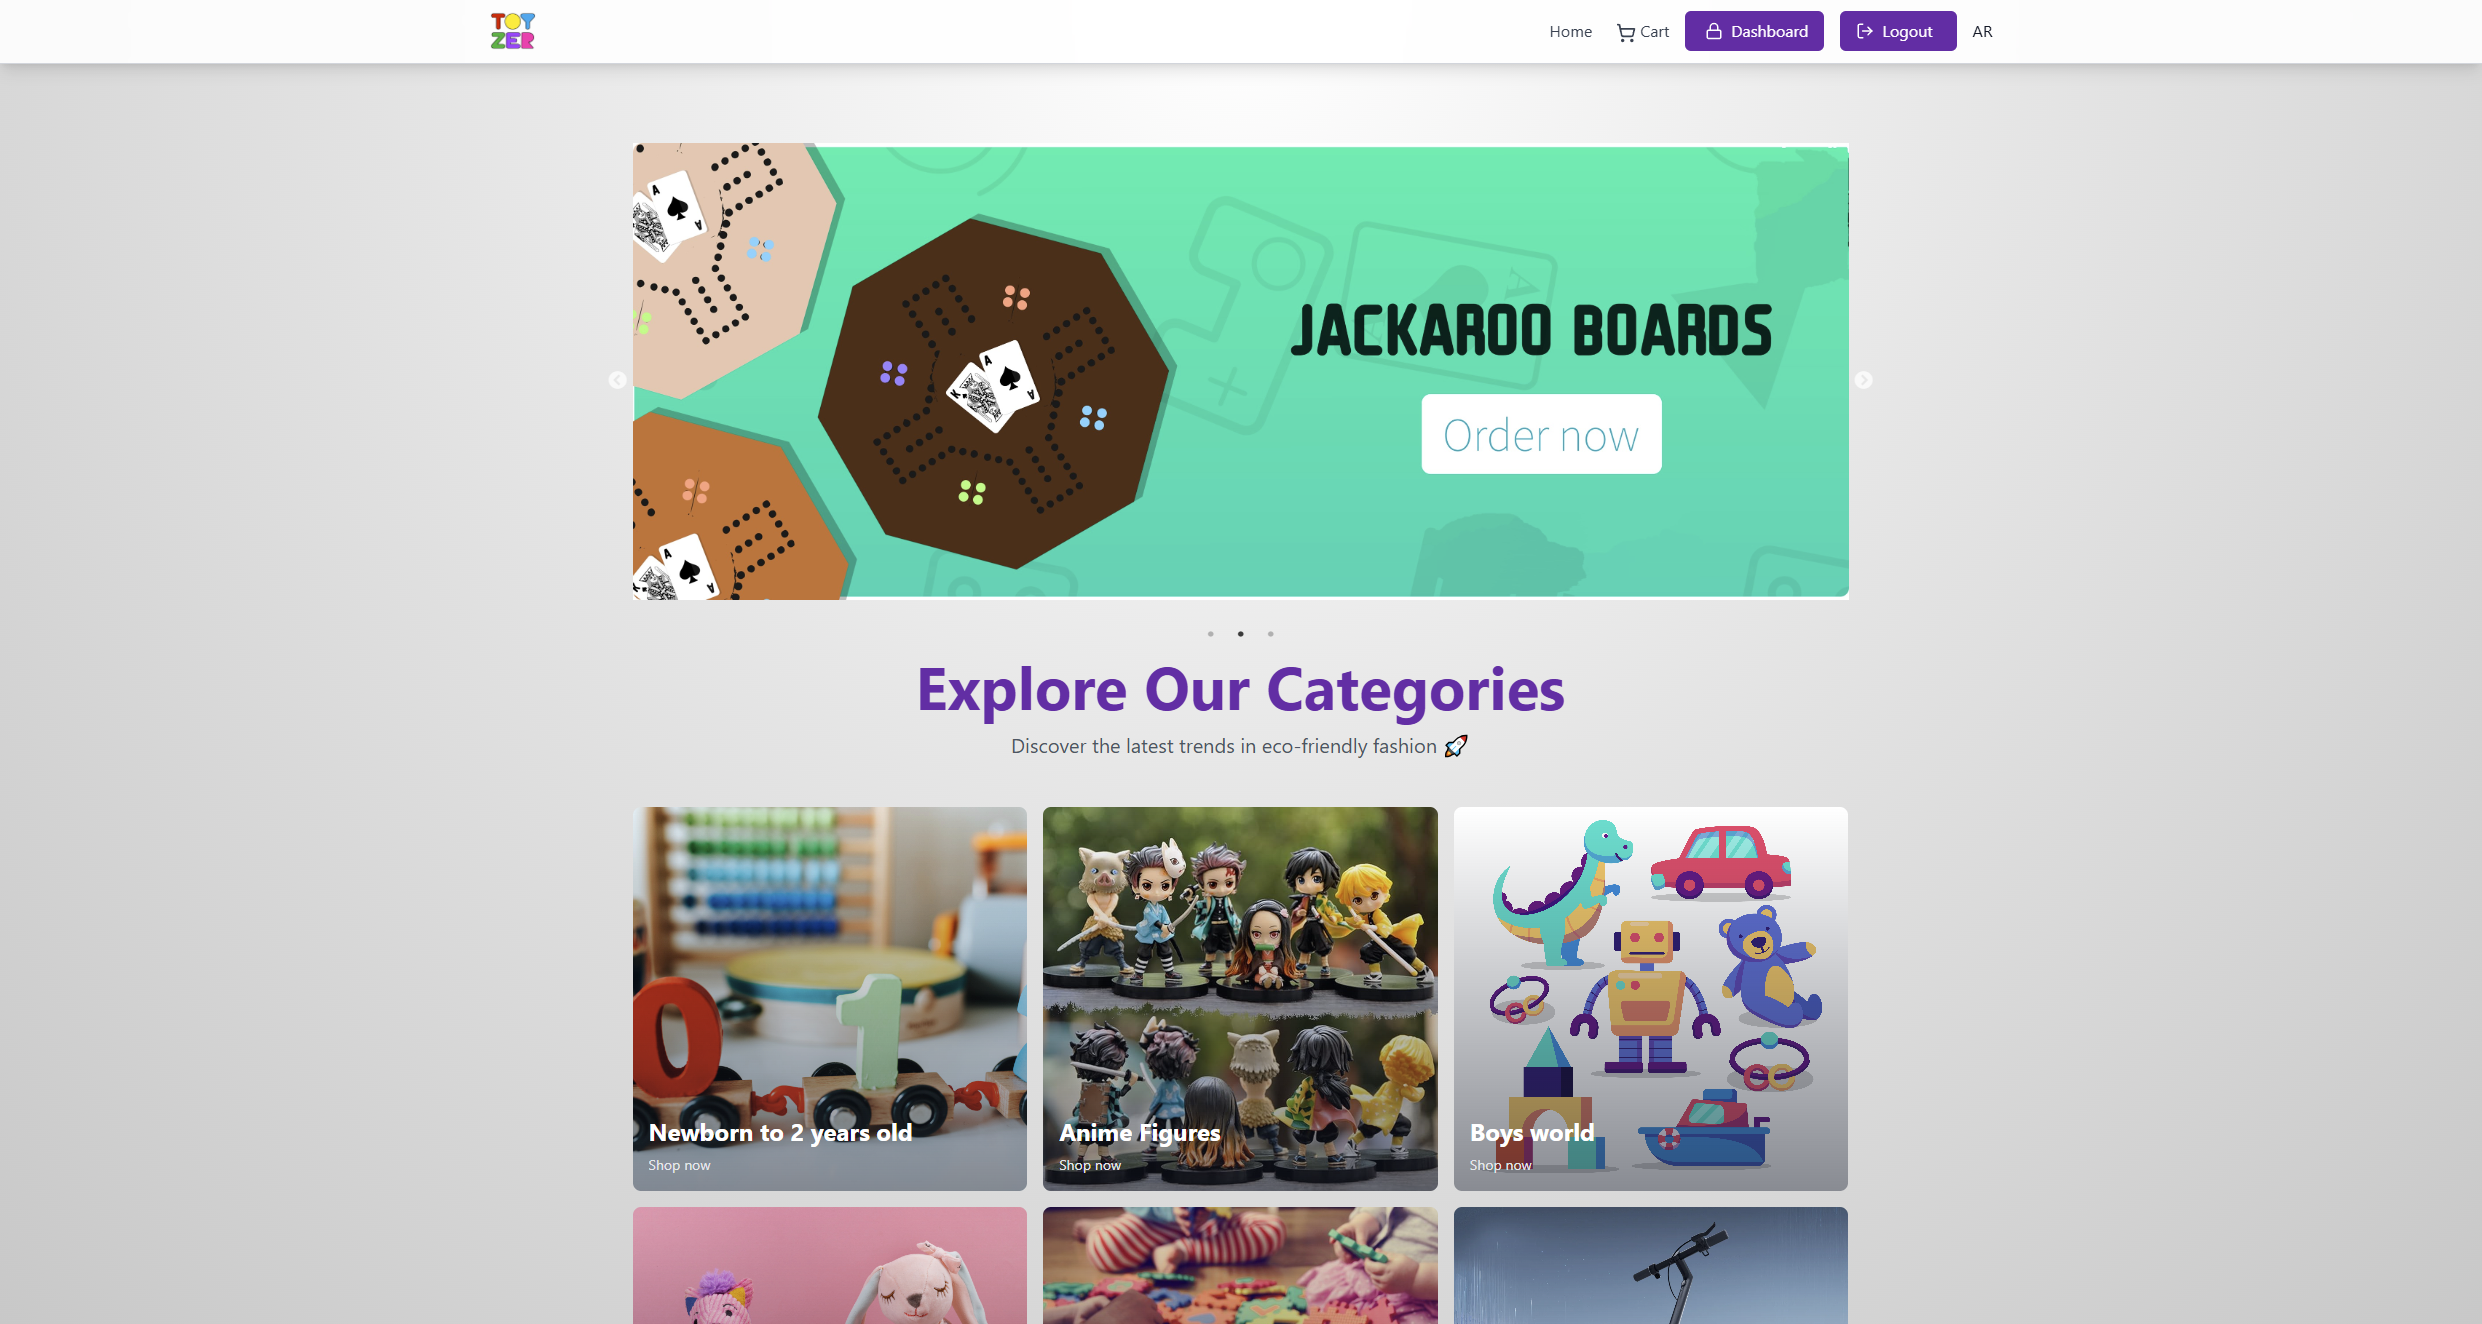 TOY
ZER
Home
Cart
Dashboard
Logout
AR
JACKAROO BOARDS
Order now
Explore Our Categories
Discover the latest trends in eco-friendly fashion 🚀
Newborn to 2 years old
Shop now
Anime Figures
Shop now
Boys world
Shop now